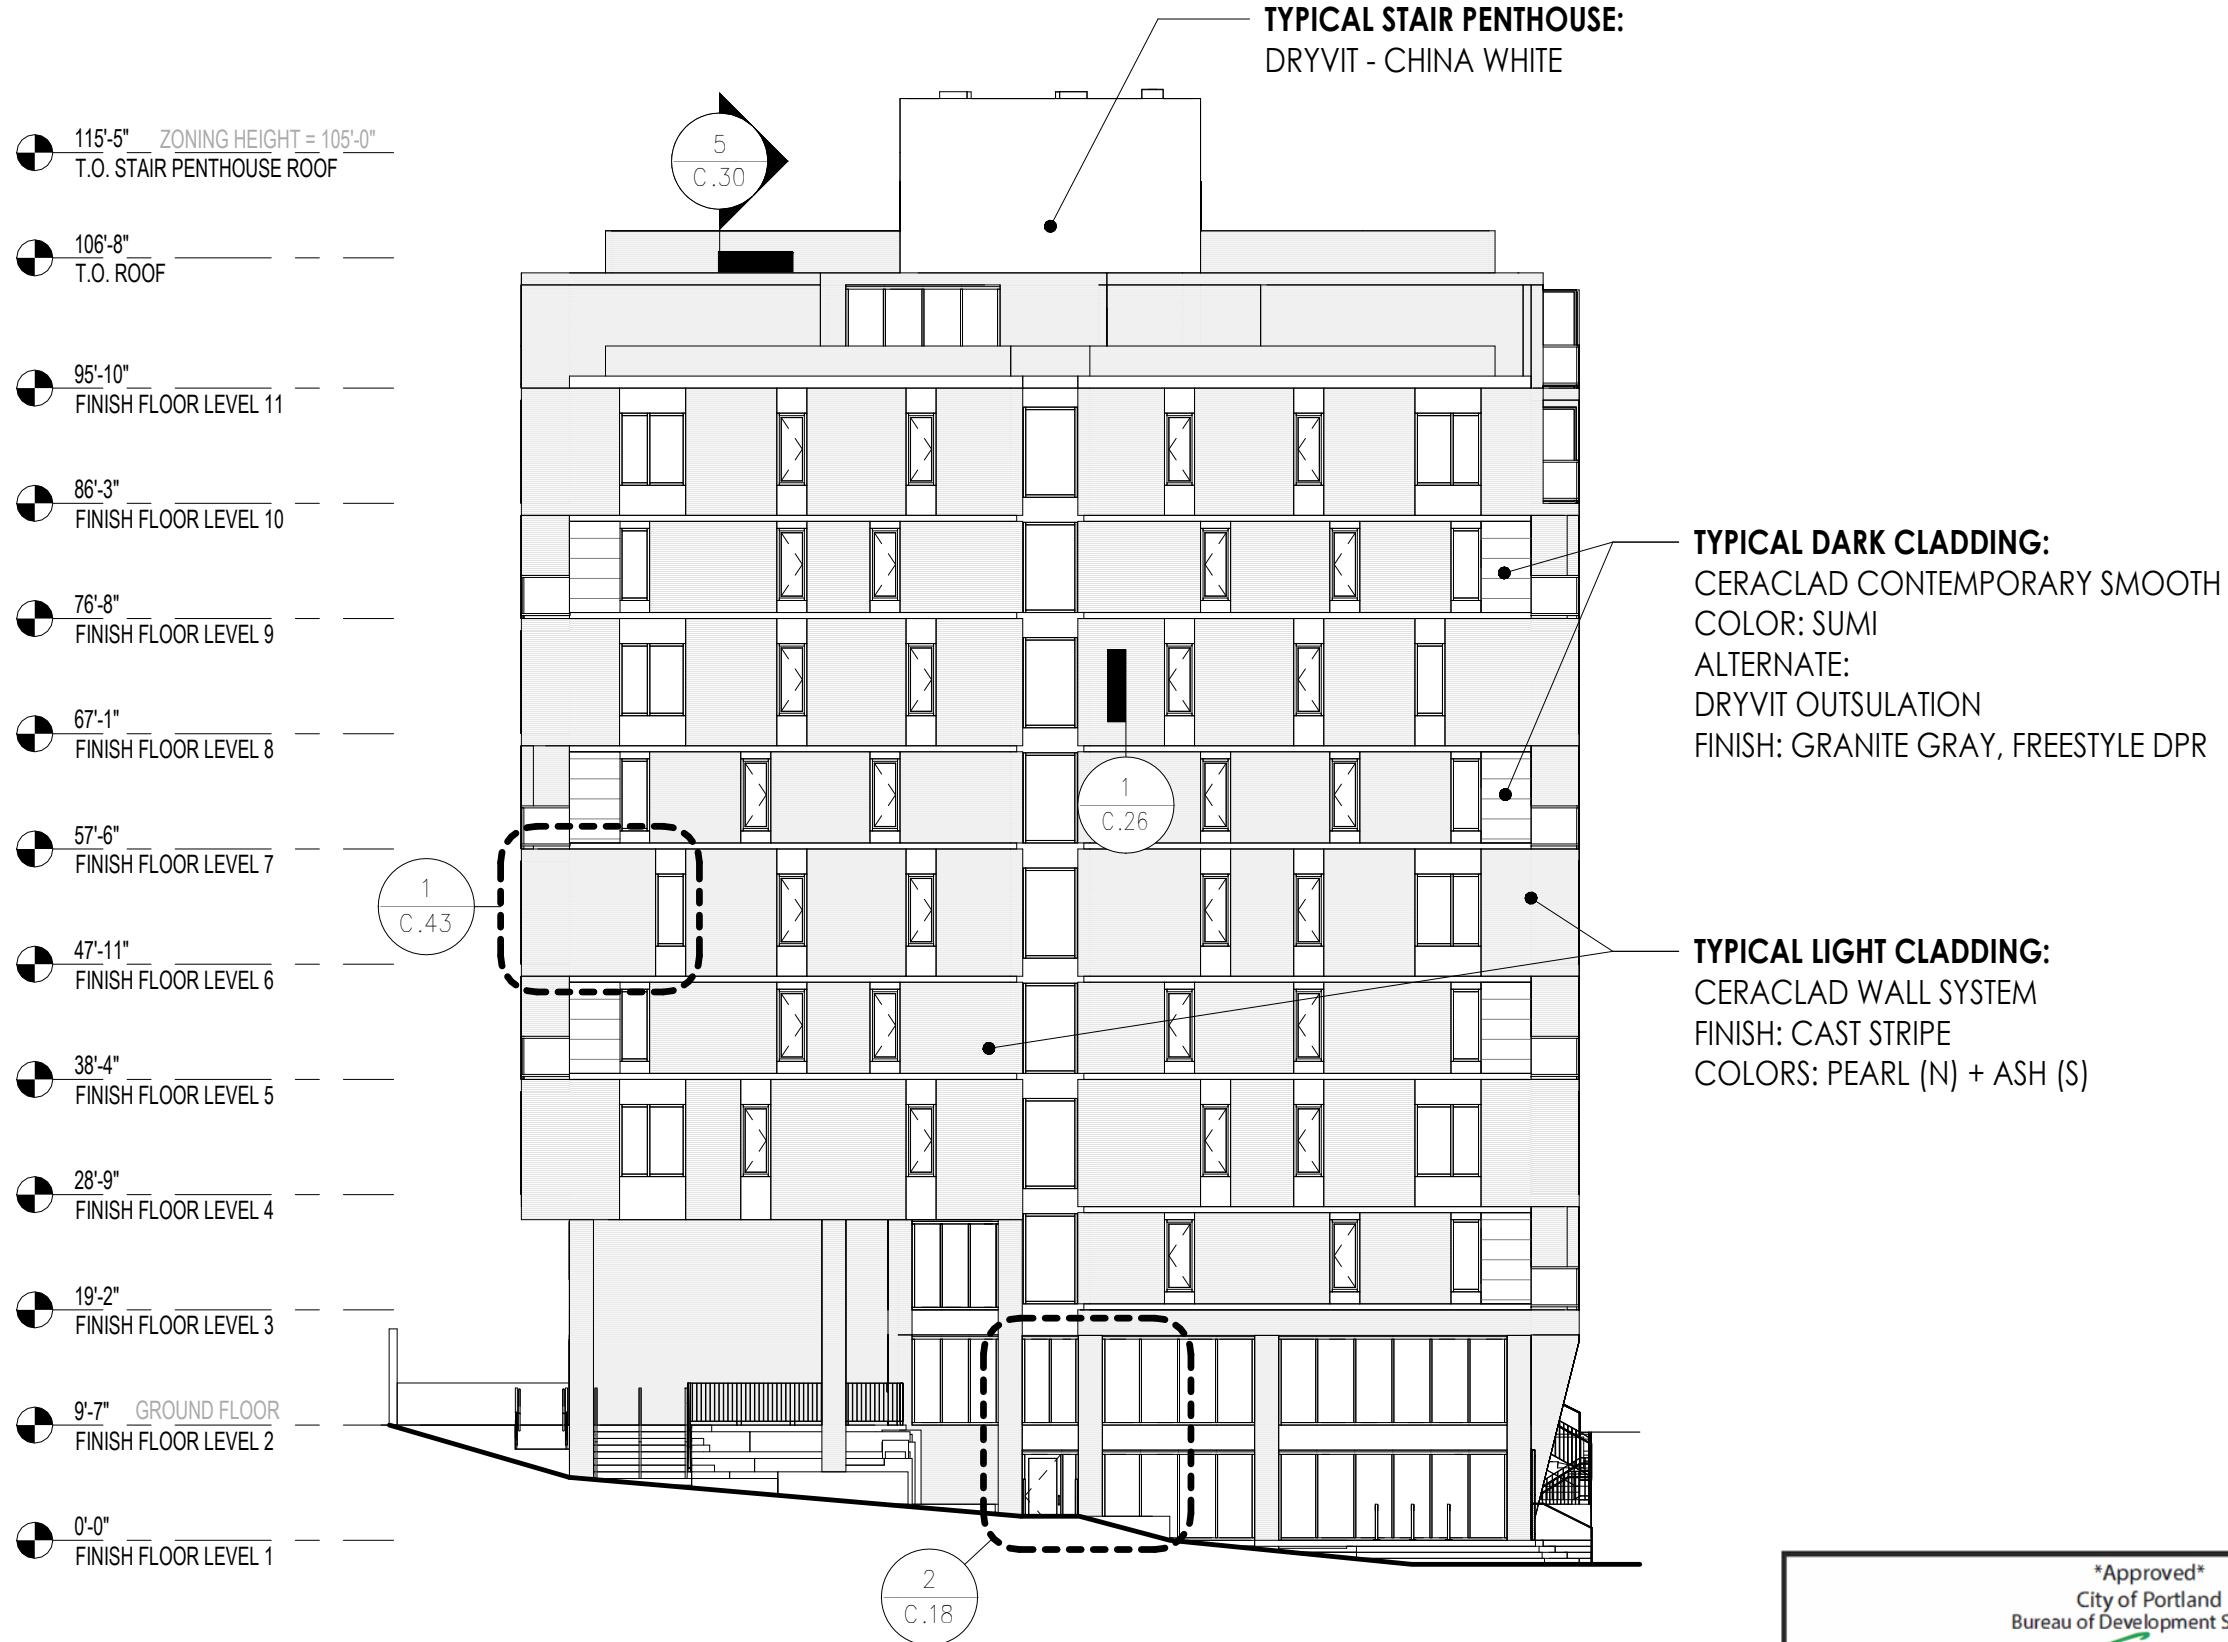 TYPICAL STAIR PENTHOUSE:
DRYVIT - CHINA WHITE
115'-5" ZONING HEIGHT = 105'-0"
T.O. STAIR PENTHOUSE ROOF
5
C.30
106'-8"
T.O. ROOF
95'-10"
FINISH FLOOR LEVEL 11
86'-3"
FINISH FLOOR LEVEL 10
TYPICAL DARK CLADDING:
CERACLAD CONTEMPORARY SMOOTH
COLOR: SUMI
ALTERNATE:
DRYVIT OUTSULATION
FINISH: GRANITE GRAY, FREESTYLE DPR
76'-8"
FINISH FLOOR LEVEL 9
67'-1"
FINISH FLOOR LEVEL 8
1
C.26
57'-6"
FINISH FLOOR LEVEL 7
1
C.43
47'-11"
FINISH FLOOR LEVEL 6
TYPICAL LIGHT CLADDING:
CERACLAD WALL SYSTEM
FINISH: CAST STRIPE
COLORS: PEARL (N) + ASH (S)
38'-4"
FINISH FLOOR LEVEL 5
28'-9"
FINISH FLOOR LEVEL 4
19'-2"
FINISH FLOOR LEVEL 3
9'-7" GROUND FLOOR
FINISH FLOOR LEVEL 2
0'-0"
FINISH FLOOR LEVEL 1
2
C.18
*Approved*
City of Portland
Bureau of Development S